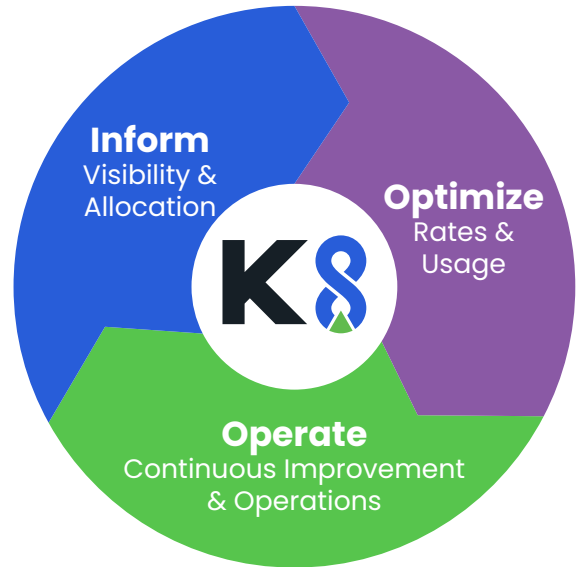 Inform
Visibility &
Allocation
Optimize
Rates &
Usage
K8
Operate
Continuous Improvement
& Operations